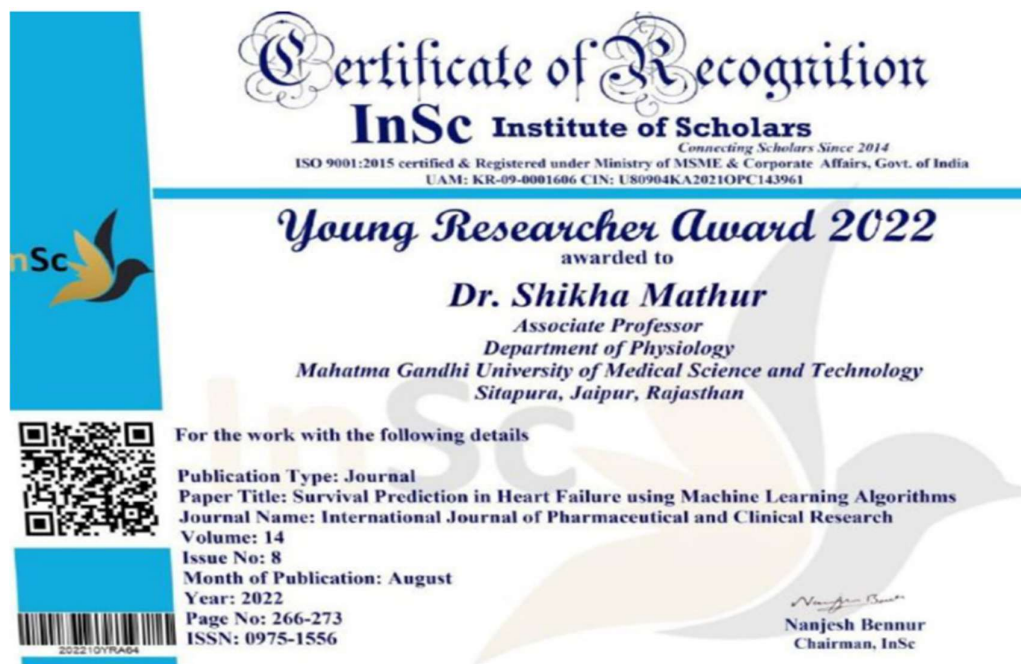 Certificate of Recognition
InSc Institute of Scholars
Connecting Scholars Since 2014
ISO 9001:2015 certified & Registered under Ministry of MSME & Corporate Affairs, Govt. of India
UAM: KR-09-0001606 CIN: U80904KA2021OPC143961
Young Researcher Award 2022
nSc
awarded to
Dr. Shikha Mathur
Associate Professor
Department of Physiology
Mahatma Gandhi University of Medical Science and Technology
Sitapura, Jaipur, Rajasthan
InSc
For the work with the following details
Publication Type: Journal
Paper Title: Survival Prediction in Heart Failure using Machine Learning Algorithms
Journal Name: International Journal of Pharmaceutical and Clinical Research
Volume: 14
Issue No: 8
Month of Publication: August
Year: 2022
Page No: 266-273
ISSN: 0975-1556
202210YRA64
Nanjesh Bennur
Chairman, InSc